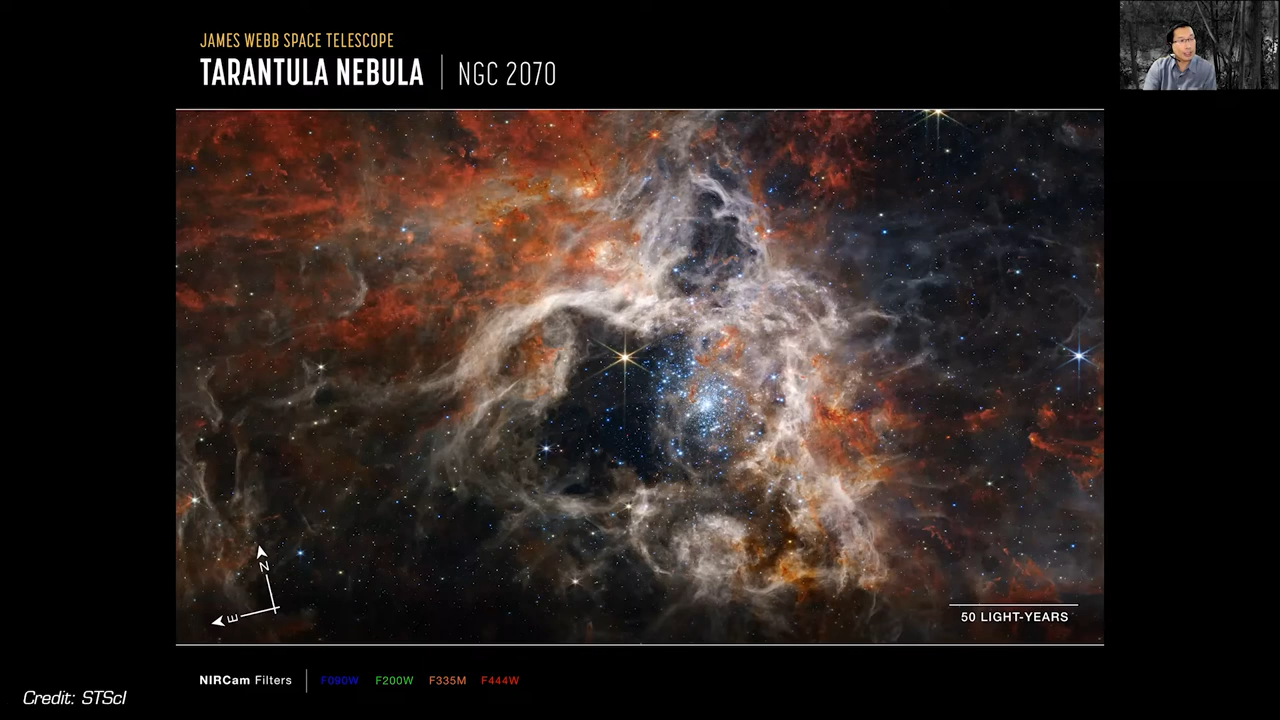 JAMES WEBB SPACE TELESCOPE
TARANTULA NEBULA | NGC 2070
N
E
50 LIGHT-YEARS
NIRCam Filters | F090W F200W F335M F444W
Credit: STScI